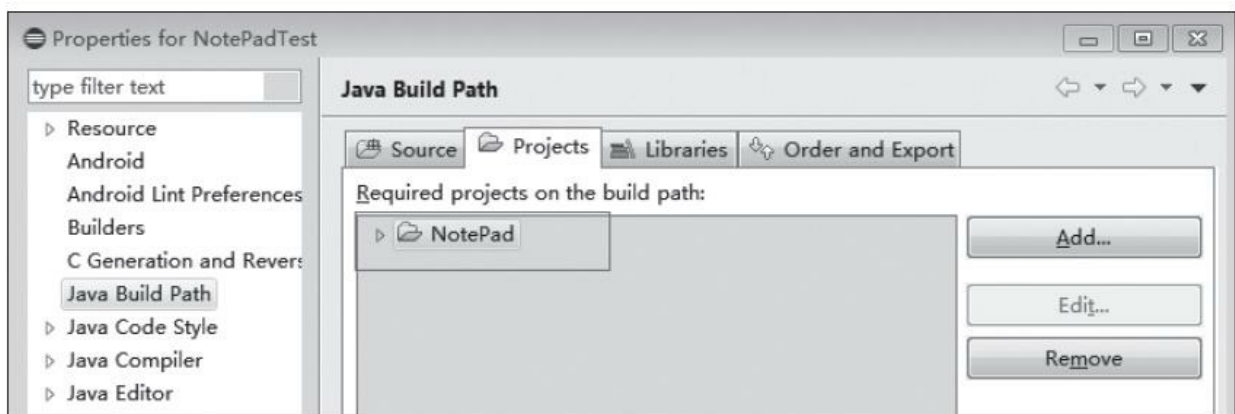 Properties for NotePadTest
type filter text
Resource
Android
Android Lint Preferences
Builders
C Generation and Revers
Java Build Path
Java Code Style
Java Compiler
Java Editor
Java Build Path
Source
Projects
Libraries
Order and Export
Required projects on the build path:
NotePad
Add...
Edit...
Remove